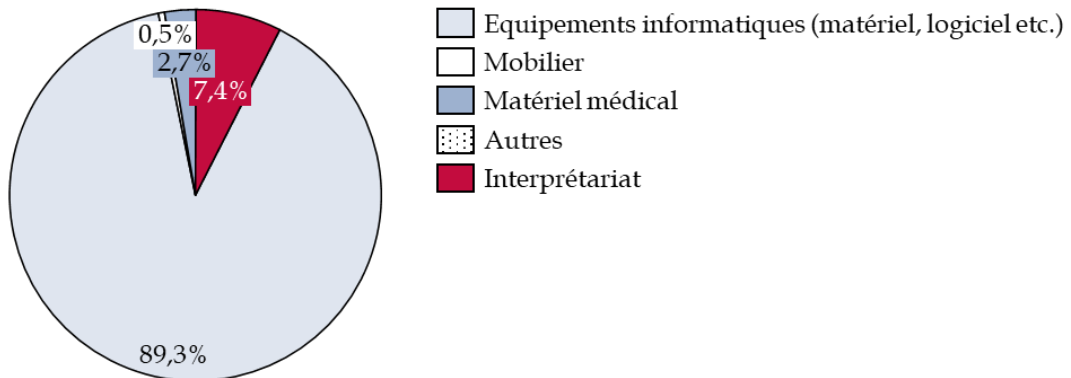 0,5%
2,7%
7,4%
89,3%
Equipements informatiques (matériel, logiciel etc.)
Mobilier
Matériel médical
Autres
Interprétariat